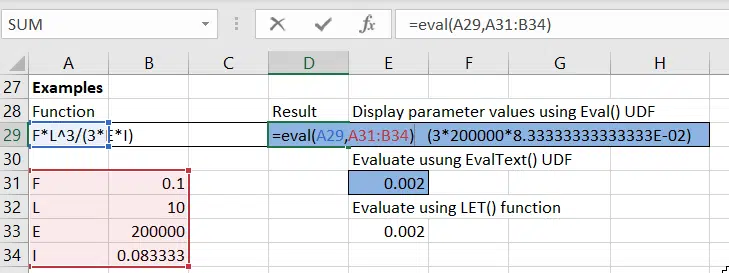 SUM =eval(A29,A31:B34)
A B C D E F G H
27 Examples
28 Function Result Display parameter values using Eval() UDF
29 F*L^3/(3*E*I) =eval(A29,A31:B34) (3*200000*8.33333333333333E-02)
30 Evaluate usung EvalText() UDF
31 F 0.1 0.002
32 L 10 Evaluate using LET() function
33 E 200000 0.002
34 I 0.083333